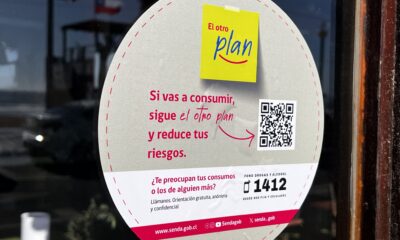 El otro
plan
Si vas a consumir,
sigue el otro plan
y reduce tus
riesgos.
¿Te preocupan tus consumos
o los de alguien más?
Llámanos. Orientación gratuita, anónima
y confidencial
FONO DROGAS Y ALCOHOL
1412
DESDE RED FIJA Y CELULARES
www.senda.gob.cl
Sendagob
senda_gob